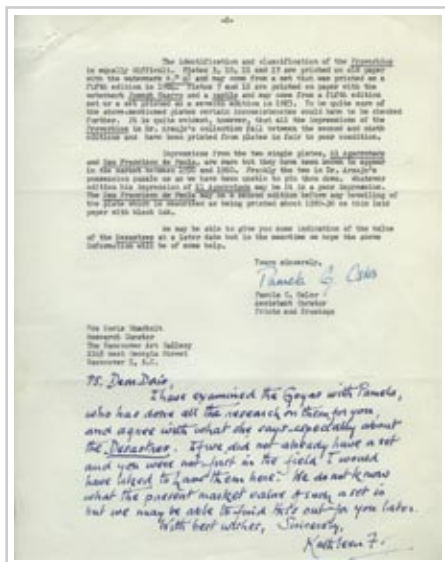 -2-
The identification and classification of the Proverbios
is equally difficult. Plates 3, 10, 11 and 17 are printed on old paper
with the watermark and may come from a set that was printed as a
fifth edition in Plates 7 and 12 are printed on paper with the
watermark Joseph Guarro and a and may come from a fifth edition
set or a set printed as a seventh edition in To be quite sure of
the above-mentioned plates certain inconsistencies would have to be checked
further. It is quite evident, however, that all the impressions of the
Proverbios in Dr. Araujo's collection fall between the second and sixth
editions and have been printed from plates in fair to poor condition.
Impressions from the two single plates, El Agarrotado
and San Francisco de Paula, are rare but they have been known to appear
in the market between and 1960. Frankly the two in Dr. Araujo's
possession puzzle us as we have been unable to pin them down. Whatever
edition his impression of El Agarrotado may be it is a poor impression.
The San Francisco de Paula may be a second edition before any bevelling of
the plate which is described as being printed about on thin laid
paper with black ink.
We may be able to give you some indication of the value
of the Desastres at a later date but in the meantime we hope the above
information will be of some help.
Yours sincerely,
Pamela G. Osler
Pamela G. Osler
Assistant Curator
Prints and Drawings
Doris Shadbolt
Research Curator
The Vancouver Art Gallery
1145 West Georgia Street
Vancouver 5, B.C.
PS. Dear Doris,
I have examined the Goyas with Pamela,
who has done all the research on them for you,
and agree with what she says especially about
the Desastres. If we did not already have a set
and you were not just in the field I would
have liked to have them here. We do not know
what the present market value of such a set is
but we may be able to find this out for you later.
With best wishes, Sincerely,
Kathleen F.